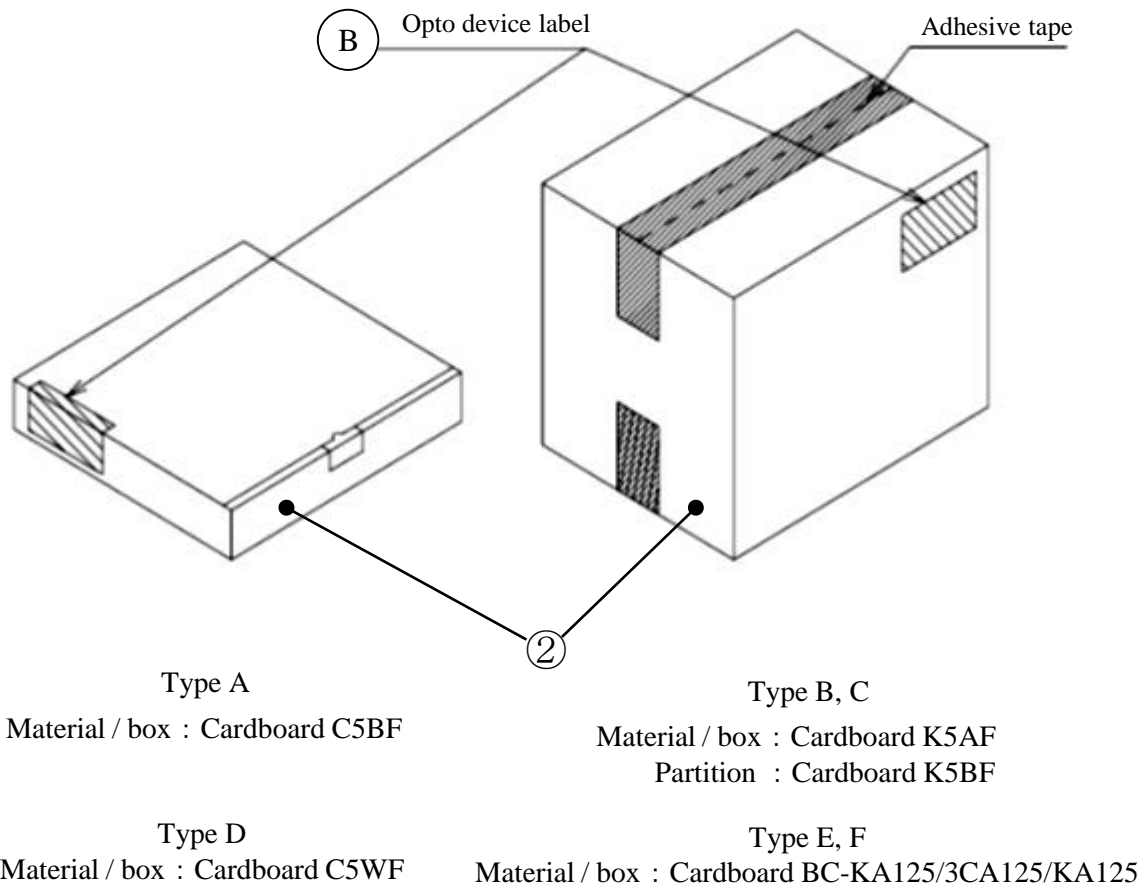 B
Opto device label
Adhesive tape
②
Type A
Material / box : Cardboard C5BF
Type B, C
Material / box : Cardboard K5AF
Partition : Cardboard K5BF
Type D
Material / box : Cardboard C5WF
Type E, F
Material / box : Cardboard BC-KA125/3CA125/KA125